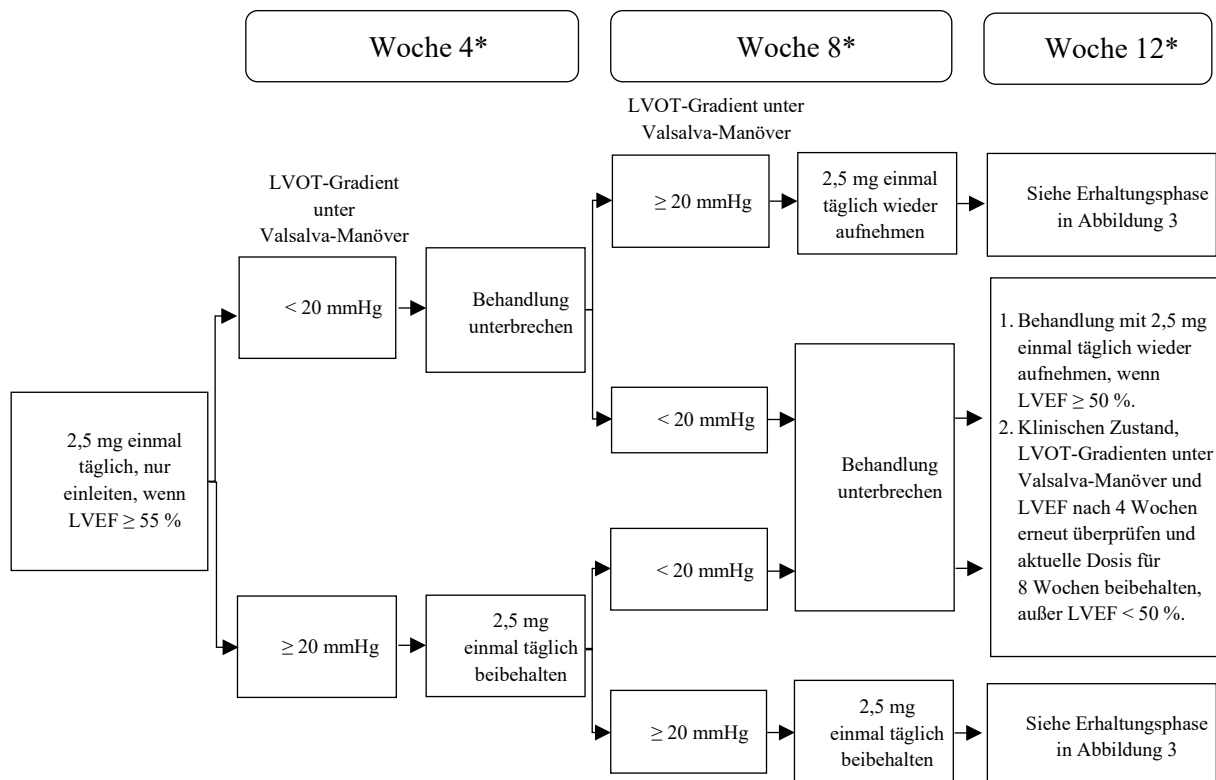 Woche 4*
Woche 8*
Woche 12*
LVOT-Gradient
unter
Valsalva-Manöver
LVOT-Gradient unter
Valsalva-Manöver
2,5 mg einmal
täglich, nur
einleiten, wenn
LVEF ≥ 55 %
< 20 mmHg
Behandlung
unterbrechen
≥ 20 mmHg
2,5 mg einmal
täglich wieder
aufnehmen
Siehe Erhaltungsphase
in Abbildung 3
< 20 mmHg
Behandlung
unterbrechen
1. Behandlung mit 2,5 mg
einmal täglich wieder
aufnehmen, wenn
LVEF ≥ 50 %.
2. Klinischen Zustand,
LVOT-Gradienten unter
Valsalva-Manöver und
LVEF nach 4 Wochen
erneut überprüfen und
aktuelle Dosis für
8 Wochen beibehalten,
außer LVEF < 50 %.
≥ 20 mmHg
2,5 mg
einmal täglich
beibehalten
< 20 mmHg
≥ 20 mmHg
2,5 mg
einmal täglich
beibehalten
Siehe Erhaltungsphase
in Abbildung 3